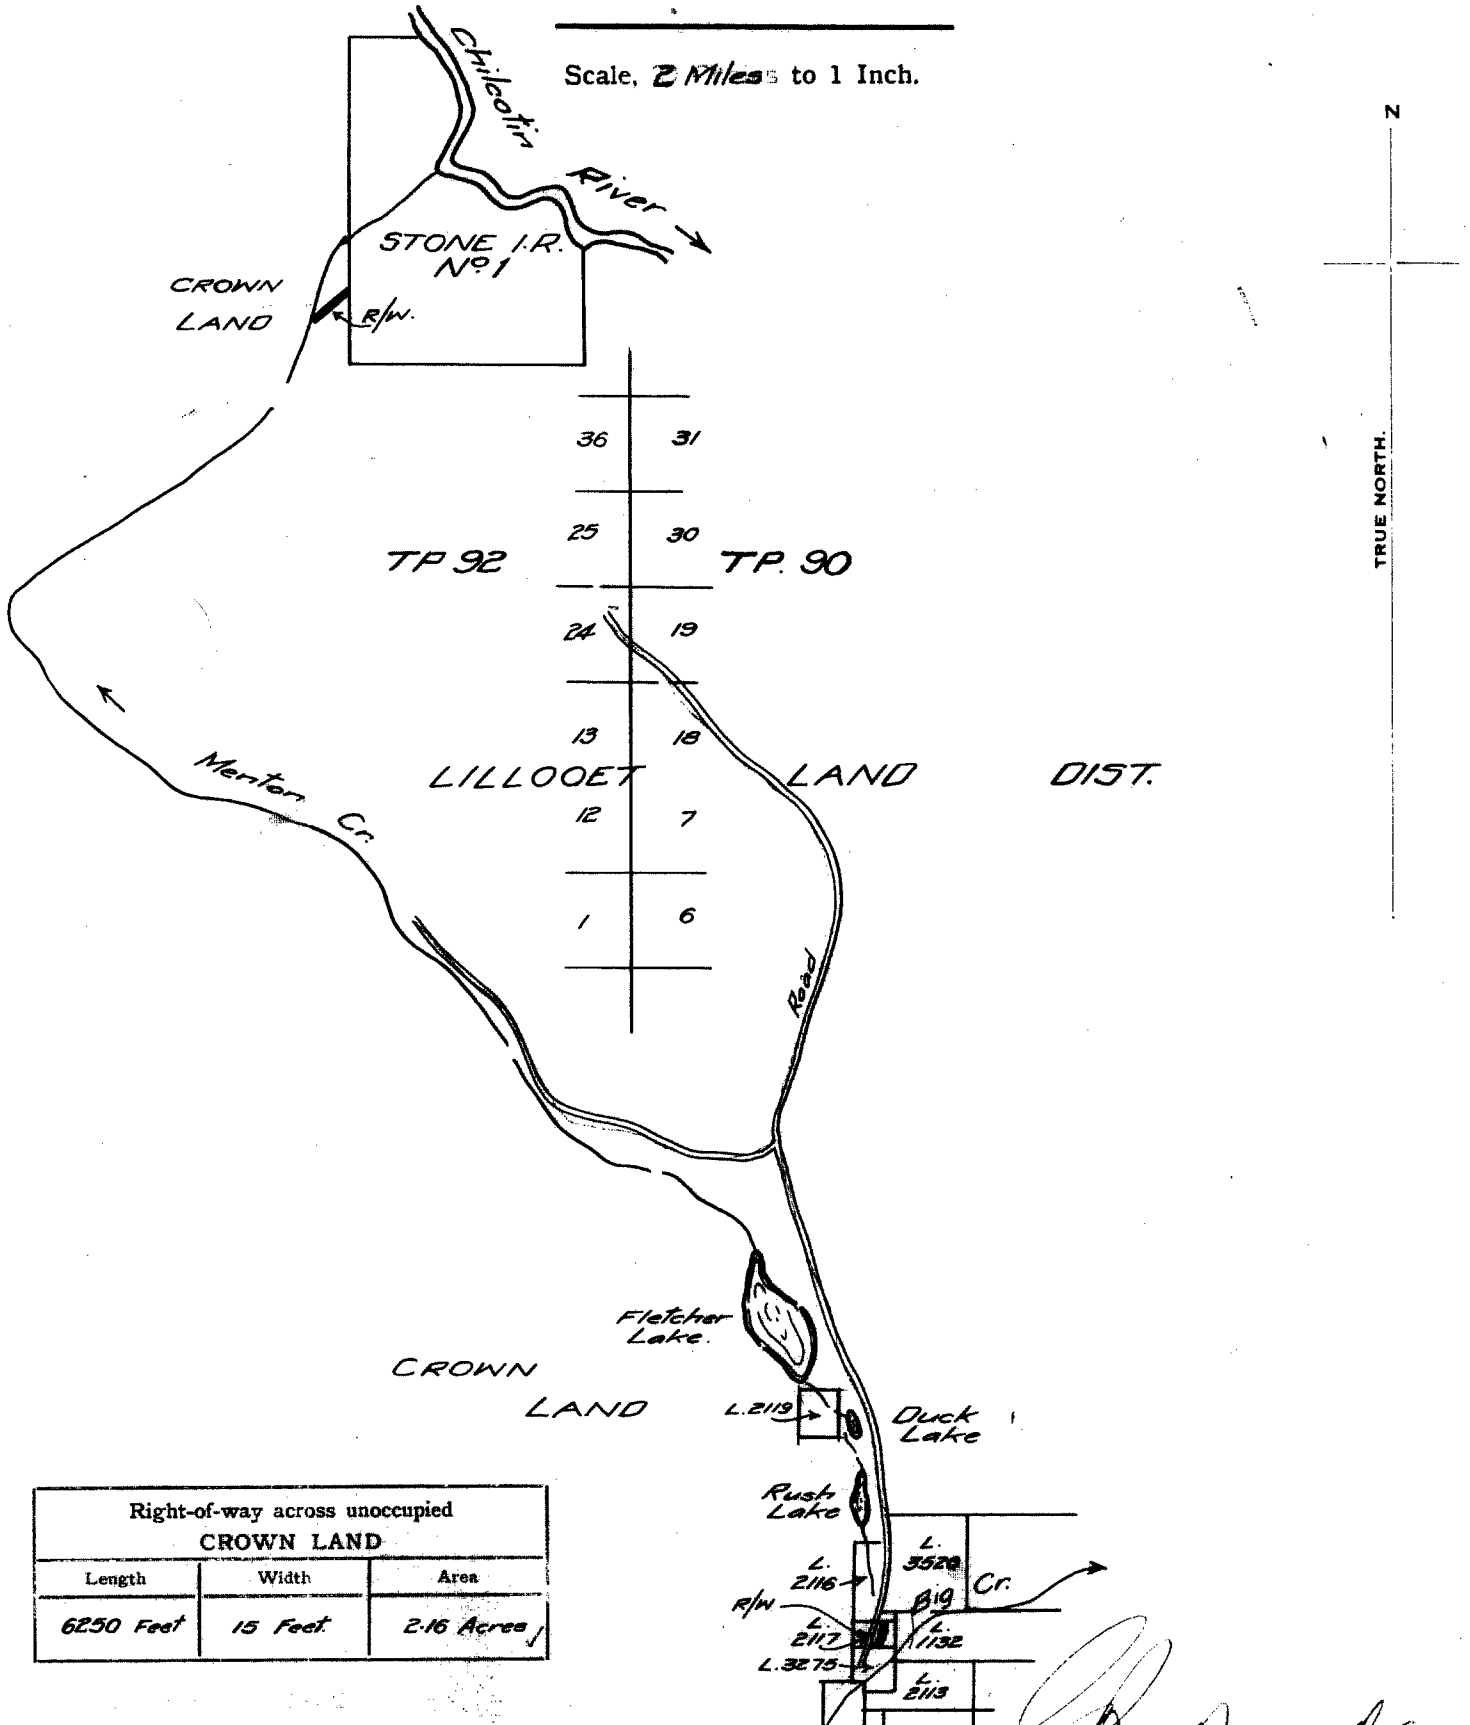 Scale, 2 Miles to 1 Inch.
Chilcotin
River
N
TRUE NORTH.
STONE I.R.
No 1
CROWN
LAND
R/W.
36 31
25 30
TP 92 TP. 90
24 19
13 18
LILLOOET LAND DIST.
Menton Cr.
12 7
1 6
Road
Fletcher
Lake.
CROWN
LAND
L.2119
Duck
Lake
Rush
Lake
L.
3520
L.
2116
Big Cr.
R/W
L.
2117
L.
1132
L.3275
L.
2113
Right-of-way across unoccupied
CROWN LAND
Length Width Area
6250 Feet 15 Feet. 2.16 Acres